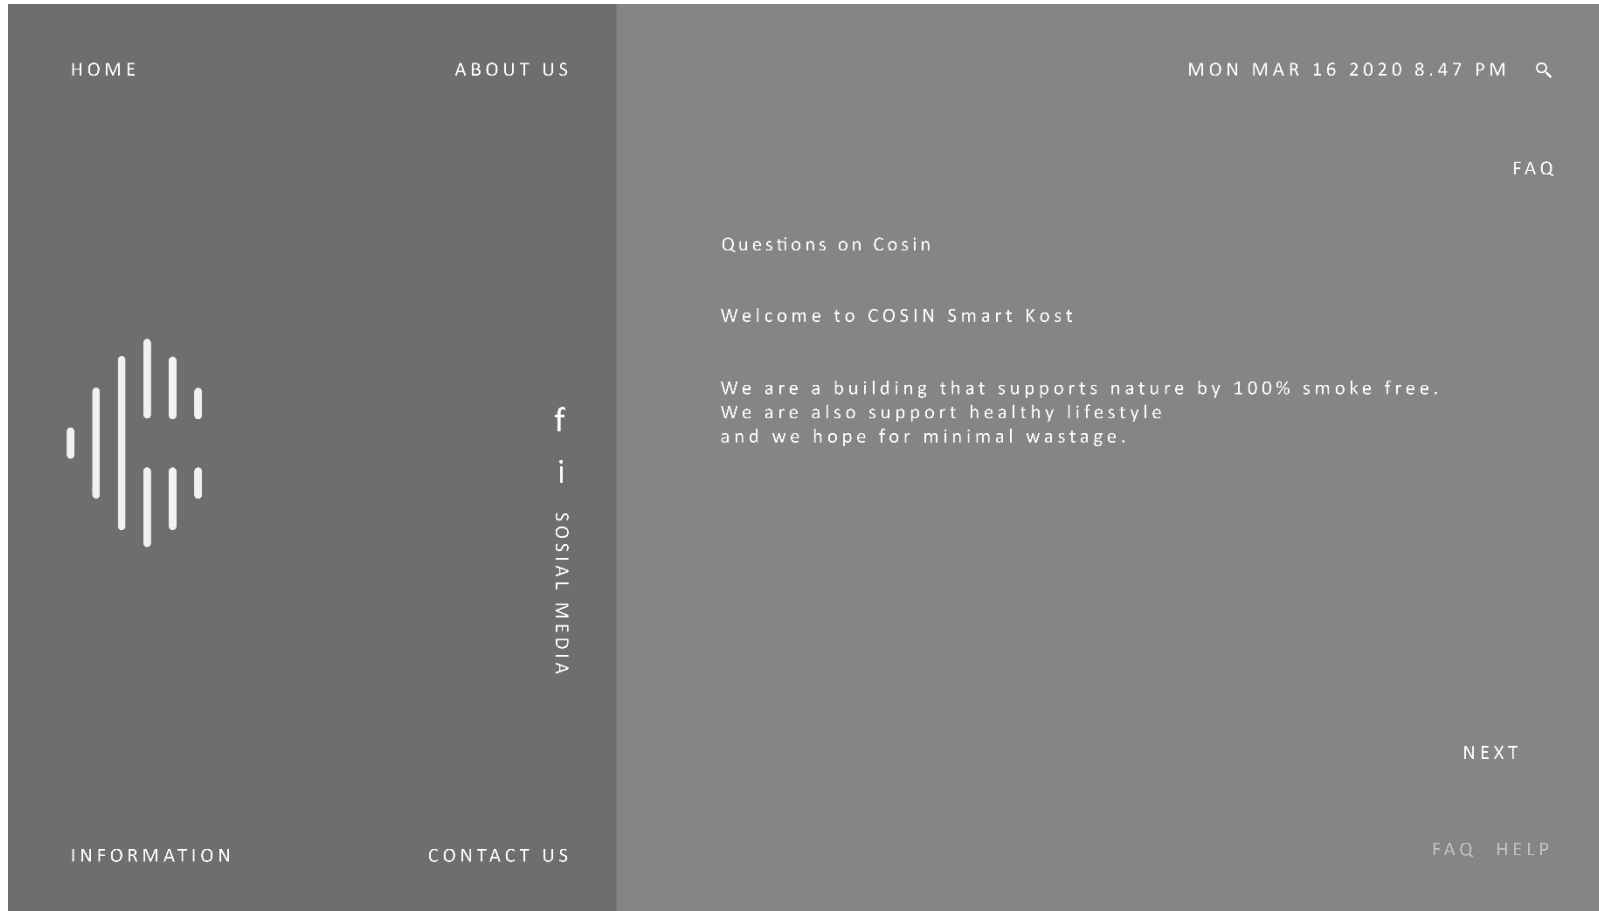 HOME
ABOUT US
MON MAR 16 2020 8.47 PM
FAQ
Questions on Cosin
Welcome to COSIN Smart Kost
We are a building that supports nature by 100% smoke free.
We are also support healthy lifestyle
and we hope for minimal wastage.
f
i
SOSIAL MEDIA
NEXT
INFORMATION
CONTACT US
FAQ HELP